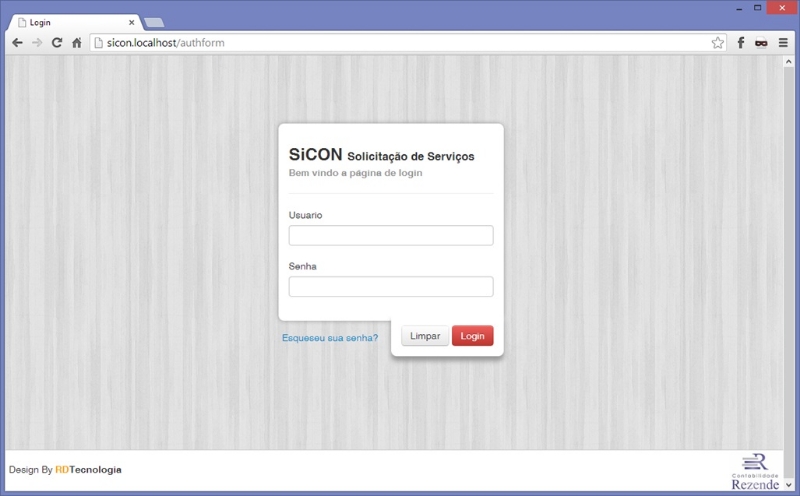 Login
sicon.localhost/authform
SiCON Solicitação de Serviços
Bem vindo a página de login
Usuario
Senha
Esqueseu sua senha?
Limpar
Login
Design By RDTecnologia
Contabilidade
Rezende